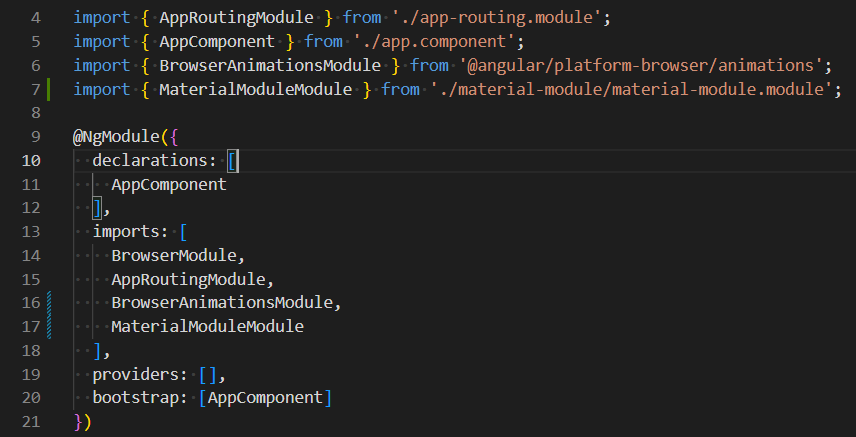 4 import { AppRoutingModule } from './app-routing.module';
5 import { AppComponent } from './app.component';
6 import { BrowserAnimationsModule } from '@angular/platform-browser/animations';
7 import { MaterialModuleModule } from './material-module/material-module.module';
8
9 @NgModule({
10   declarations: [
11     AppComponent
12   ],
13   imports: [
14     BrowserModule,
15     AppRoutingModule,
16     BrowserAnimationsModule,
17     MaterialModuleModule
18   ],
19   providers: [],
20   bootstrap: [AppComponent]
21 })